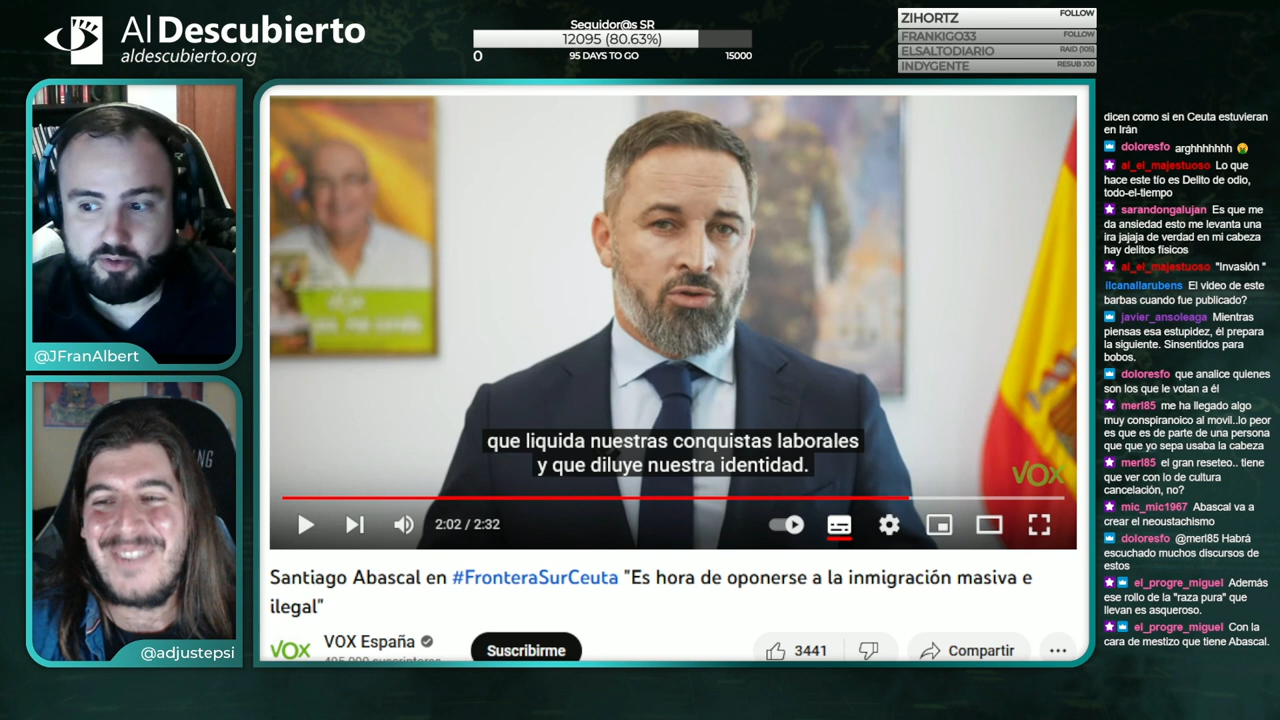 Al Descubierto
aldescubierto.org
Seguidor@s SR
12095 (80.63%)
0
95 DAYS TO GO
15000
ZIHORTZ FOLLOW
FRANKIGO33 FOLLOW
ELSALTODIARIO RAID (105)
INDYGENTE RESUB X10
@JFranAlbert
@adjustepsi
que liquida nuestras conquistas laborales
y que diluye nuestra identidad.
VOX
2:02 / 2:32
Santiago Abascal en #FronteraSurCeuta "Es hora de oponerse a la inmigración masiva e
ilegal"
VOX
VOX España
Suscribirme
3441
Compartir
dicen como si en Ceuta estuvieran
en Irán
doloresfo arghhhhhhh
al_el_majestuoso Lo que
hace este tío es Delito de odio,
todo-el-tiempo
sarandongalujan Es que me
da ansiedad esto me levanta una
ira jajaja de verdad en mi cabeza
hay delitos físicos
al_el_majestuoso "Invasión "
ilcanallarubens El video de este
barbas cuando fue publicado?
javier_ansoleaga Mientras
piensas esa estupidez, él prepara
la siguiente. Sinsentidos para
bobos.
doloresfo que analice quienes
son los que le votan a él
merl85 me ha llegado algo
muy conspiranoico al movil..lo peor
es que es de parte de una persona
que que yo sepa usaba la cabeza
merl85 el gran reseteo.. tiene
que ver con lo de cultura
cancelación, no?
mic_mic1967 Abascal va a
crear el neoustachismo
doloresfo @merl85 Habrá
escuchado muchos discursos de
estos
el_progre_miguel Además
ese rollo de la "raza pura" que
llevan es asqueroso.
el_progre_miguel Con la
cara de mestizo que tiene Abascal.